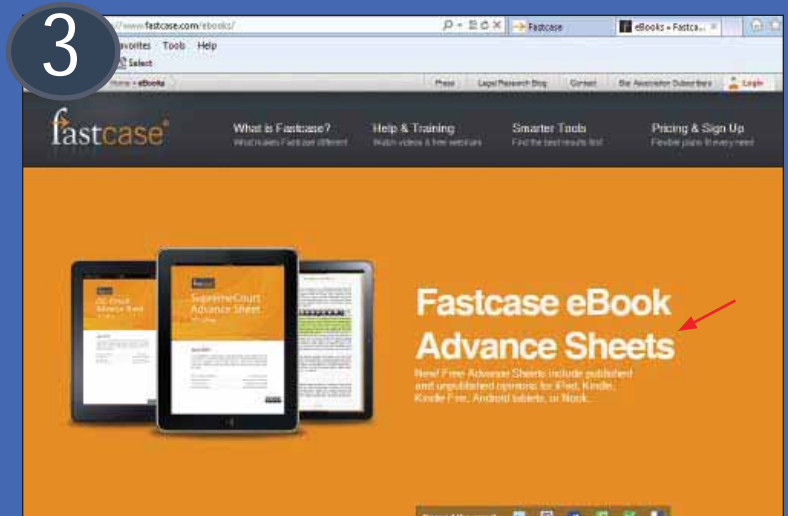 3
//www.fastcase.com/ebooks/
Fastcase
eBooks « Fastca...
avorites Tools Help
Select
Home » eBooks
Press Legal Research Blog Contact Bar Association Subscribers Login
fastcase®
What is Fastcase? Help & Training Smarter Tools Pricing & Sign Up
What makes Fastcase different Watch videos & free webinars Find the best results first Flexible plans fit every need
Supreme Court
Advance Sheet
Advance Sheet
Fastcase eBook
Advance Sheets
New! Free Advance Sheets include published
and unpublished opinions for iPad, Kindle,
Kindle Fire, Android tablets, or Nook.